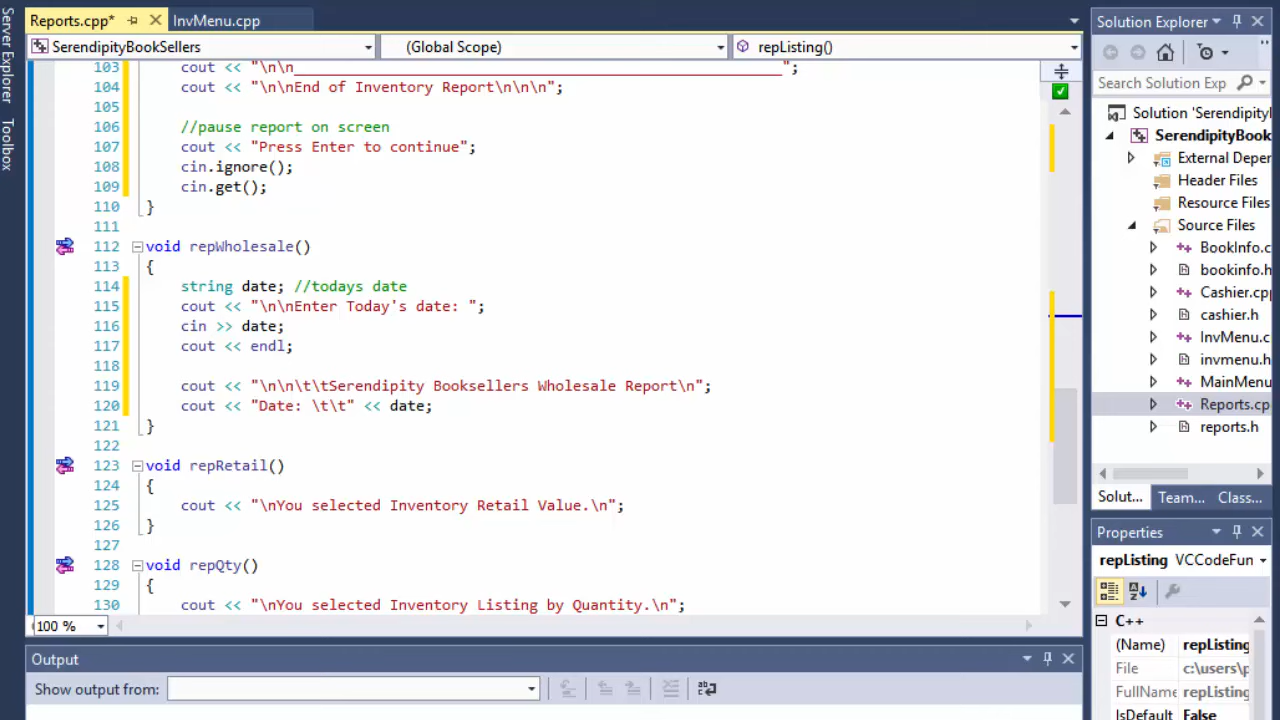 Server Explorer
Toolbox
Reports.cpp*
InvMenu.cpp
SerendipityBookSellers
(Global Scope)
repListing()
103 cout << "\n\n________________________________________________________";
104 cout << "\n\nEnd of Inventory Report\n\n\n";
105
106 //pause report on screen
107 cout << "Press Enter to continue";
108 cin.ignore();
109 cin.get();
110 }
111
112 void repWholesale()
113 {
114 string date; //todays date
115 cout << "\n\nEnter Today's date: ";
116 cin >> date;
117 cout << endl;
118
119 cout << "\n\n\t\tSerendipity Booksellers Wholesale Report\n";
120 cout << "Date: \t\t" << date;
121 }
122
123 void repRetail()
124 {
125 cout << "\nYou selected Inventory Retail Value.\n";
126 }
127
128 void repQty()
129 {
130 cout << "\nYou selected Inventory Listing by Quantity.\n";
100 %
Output
Show output from:
Solution Explorer
Search Solution Exp
Solution 'Serendipity
SerendipityBook
External Deper
Header Files
Resource Files
Source Files
BookInfo.c
bookinfo.h
Cashier.cp
cashier.h
InvMenu.c
invmenu.h
MainMenu
Reports.cp
reports.h
Solut... Team... Class...
Properties
repListing VCCodeFun
C++
(Name) repListing
File c:\users\p
FullName repListing
IsDefault False